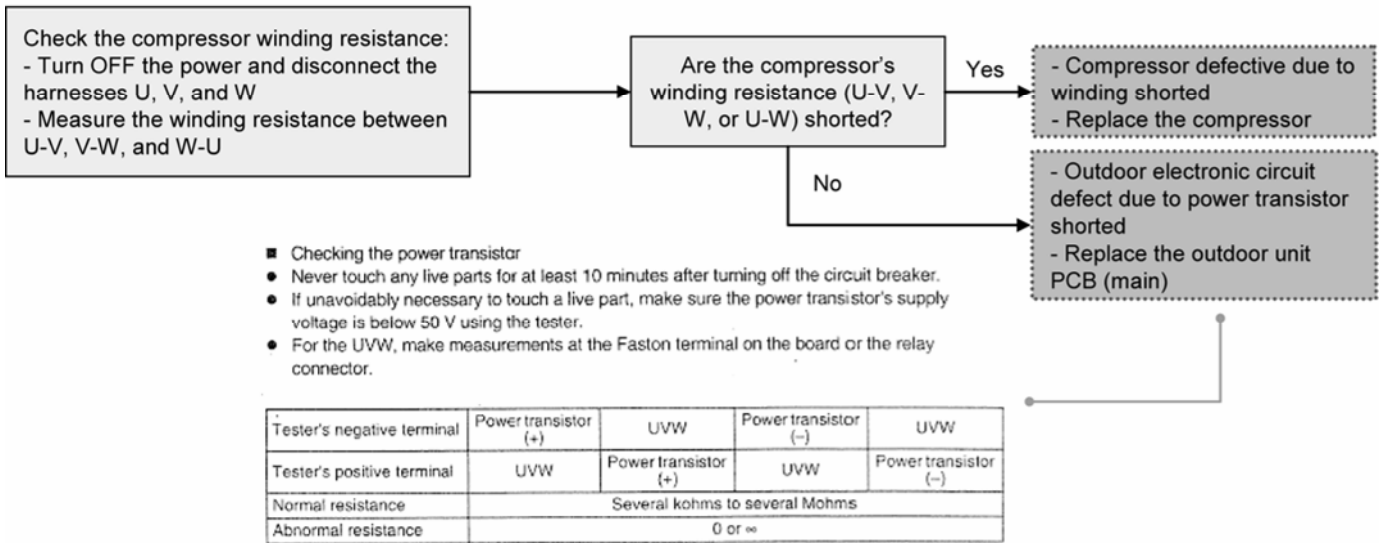 Check the compressor winding resistance:
- Turn OFF the power and disconnect the
harnesses U, V, and W
- Measure the winding resistance between
U-V, V-W, and W-U
Are the compressor's
winding resistance (U-V, V-
W, or U-W) shorted?
Yes
- Compressor defective due to
winding shorted
- Replace the compressor
No
- Outdoor electronic circuit
defect due to power transistor
shorted
- Replace the outdoor unit
PCB (main)
■ Checking the power transistor
● Never touch any live parts for at least 10 minutes after turning off the circuit breaker.
● If unavoidably necessary to touch a live part, make sure the power transistor's supply
voltage is below 50 V using the tester.
● For the UVW, make measurements at the Faston terminal on the board or the relay
connector.
Tester's negative terminal
Power transistor
(+)
UVW
Power transistor
(−)
UVW
Tester's positive terminal
UVW
Power transistor
(+)
UVW
Power transistor
(−)
Normal resistance
Several kohms to several Mohms
Abnormal resistance
0 or ∞